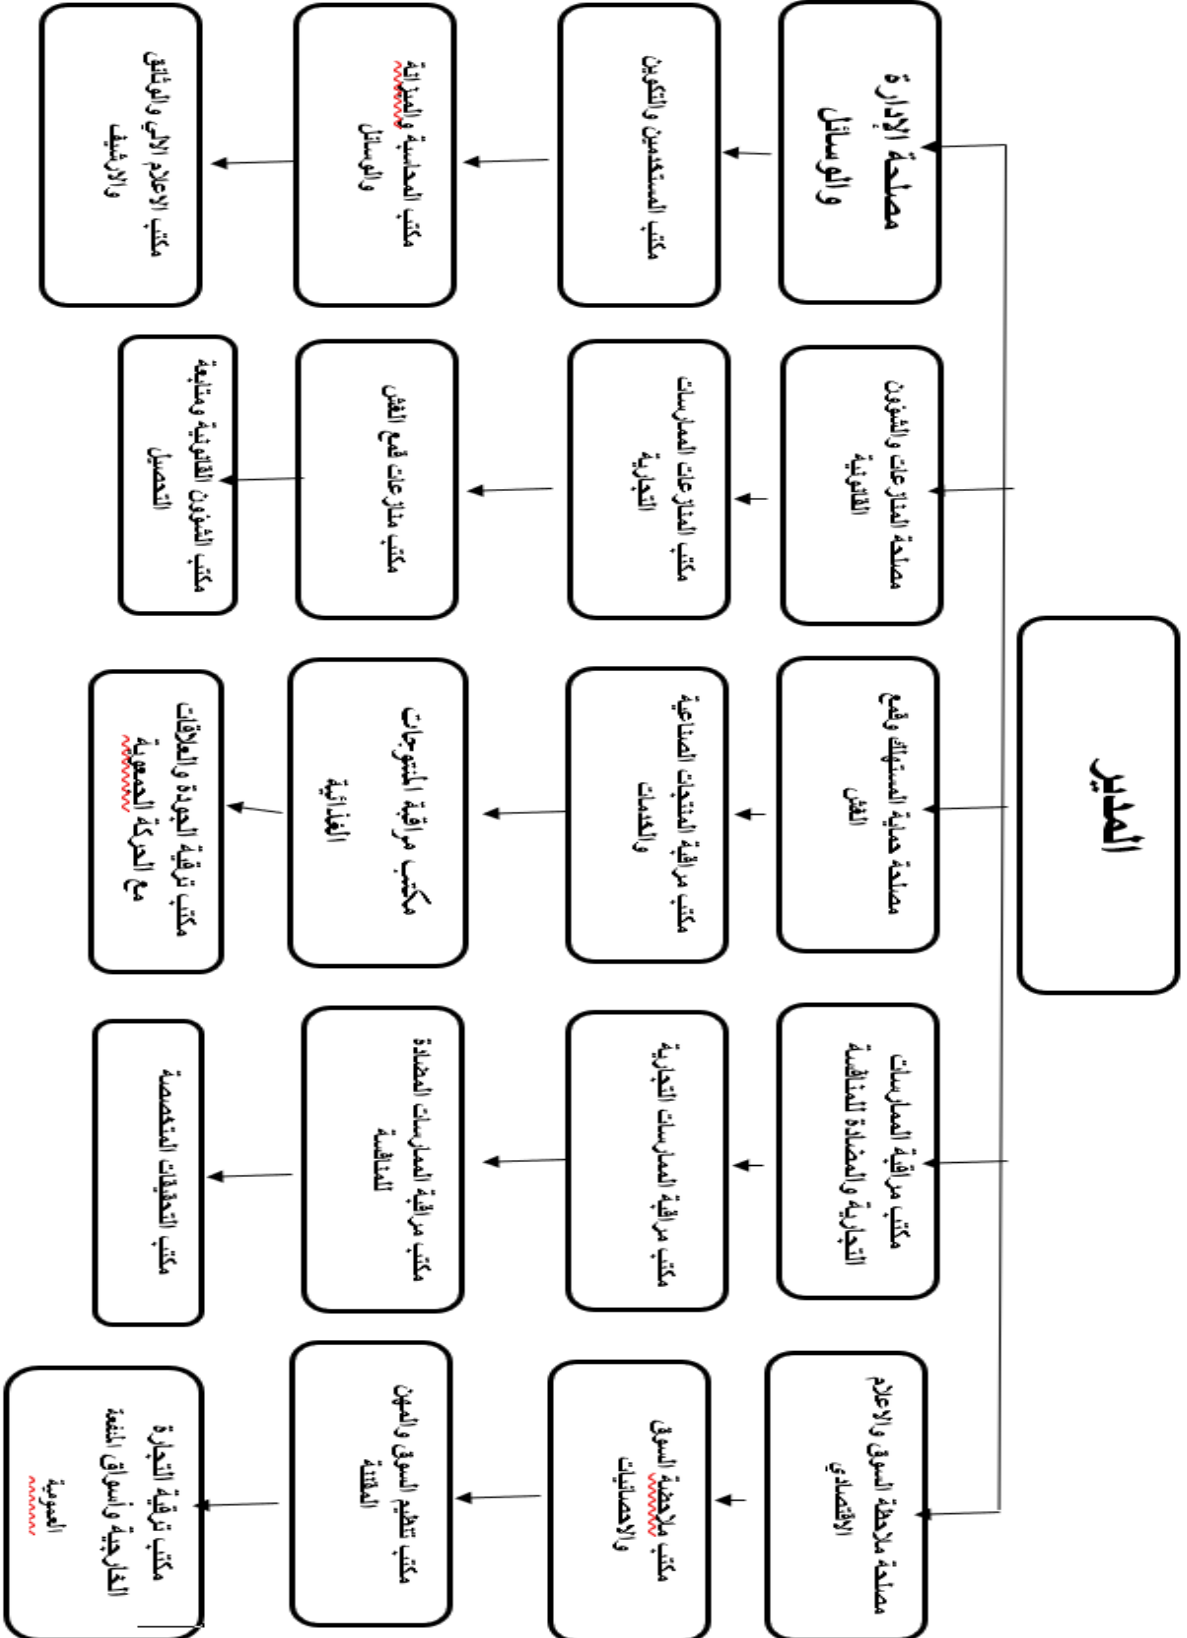 المدير
مصلحة ملاحظة السوق والاعلام
الاقتصادي
مكتب مراقبة الممارسات
التجارية والمضادة للمنافسة
مصلحة حماية المستهلك وقمع
الغش
مصلحة المنازعات والشؤون
القانونية
مصلحة الإدارة
والوسائل
مكتب ملاحضة السوق
والاحصائيات
مكتب مراقبة الممارسات التجارية
مكتب مراقبة المنتجات الصناعية
والخدمات
مكتب المنازعات الممارسات
التجارية
مكتب المستخدمين والتكوين
مكتب تنظيم السوق والمهن
المقننة
مكتب مراقبة الممارسات المضادة
للمنافسة
مكتب مراقبة المنتوجات
الغذائية
مكتب منازعات قمع الغش
مكتب المحاسبة والميزانة
والوسائل
مكتب ترقية التجارة
الخارجية وأسواق المنفعة
العمومية
مكتب التحقيقات المتخصصة
مكتب ترقية الجودة والعلاقات
مع الحركة الجمعوية
مكتب الشؤون القانونية ومتابعة
التحصيل
مكتب الاعلام الالي والوثائق
والارشيف